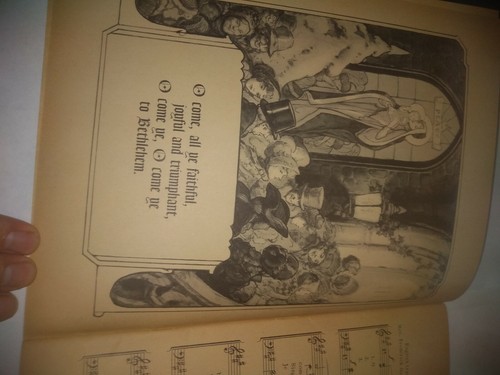 O come, all ye faithful,
joyful and triumphant,
O come ye, O come ye
to Bethlehem.